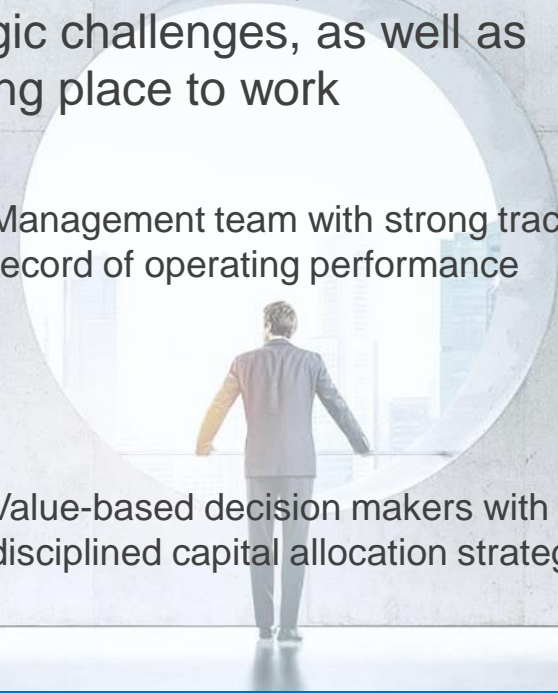 gic challenges, as well as
ng place to work
Management team with strong trac
ecord of operating performance
Value-based decision makers with
disciplined capital allocation strateg